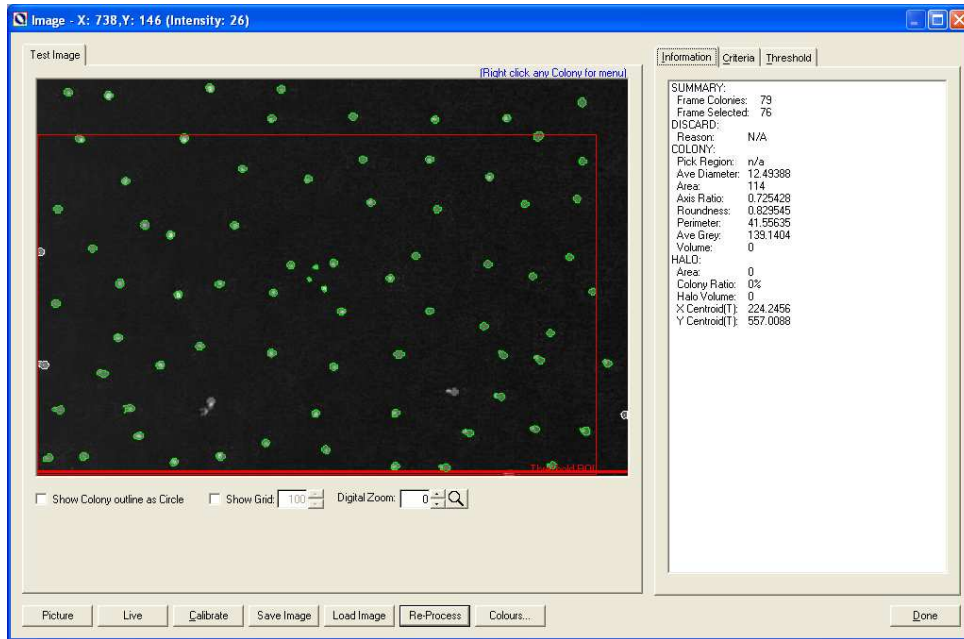 Image - X: 738,Y: 146 (Intensity: 26)
Test Image
(Right click any Colony for menu)
Threshold ROI
Show Colony outline as Circle
Show Grid: 100
Digital Zoom: 0
Information Criteria Threshold
SUMMARY:
Frame Colonies: 79
Frame Selected: 76
DISCARD:
Reason: N/A
COLONY:
Pick Region: n/a
Ave Diameter: 12.49388
Area: 114
Axis Ratio: 0.725428
Roundness: 0.829545
Perimeter: 41.55635
Ave Grey: 139.1404
Volume: 0
HALO:
Area: 0
Colony Ratio: 0%
Halo Volume: 0
X Centroid(T): 224.2456
Y Centroid(T): 557.0088
Picture Live Calibrate Save Image Load Image Re-Process Colours... Done